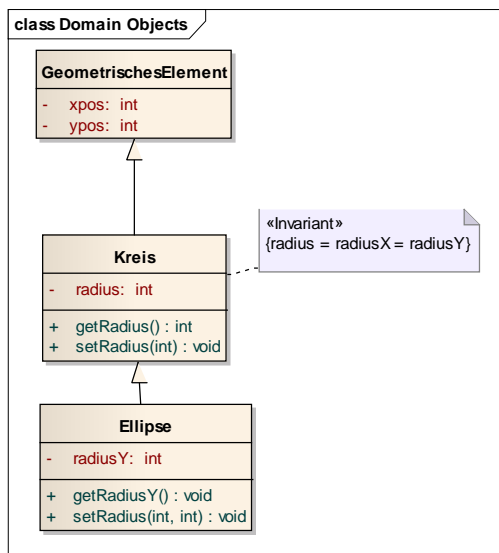 class Domain Objects
GeometrischesElement
- xpos: int
- ypos: int
«Invariant»
{radius = radiusX = radiusY}
Kreis
- radius: int
+ getRadius() : int
+ setRadius(int) : void
Ellipse
- radiusY: int
+ getRadiusY() : void
+ setRadius(int, int) : void